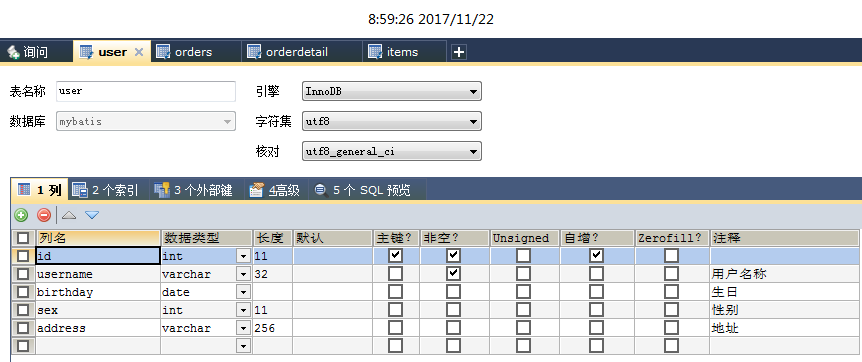 8:59:26 2017/11/22
询问 user orders orderdetail items
表名称 user 引擎 InnoDB
数据库 mybatis 字符集 utf8
核对 utf8_general_ci
1 列 2 个索引 3 个外部键 4高级 5 个 SQL 预览
列名 数据类型 长度 默认 主键? 非空? Unsigned 自增? Zerofill? 注释
id int 11
username varchar 32 用户名称
birthday date 生日
sex int 11 性别
address varchar 256 地址